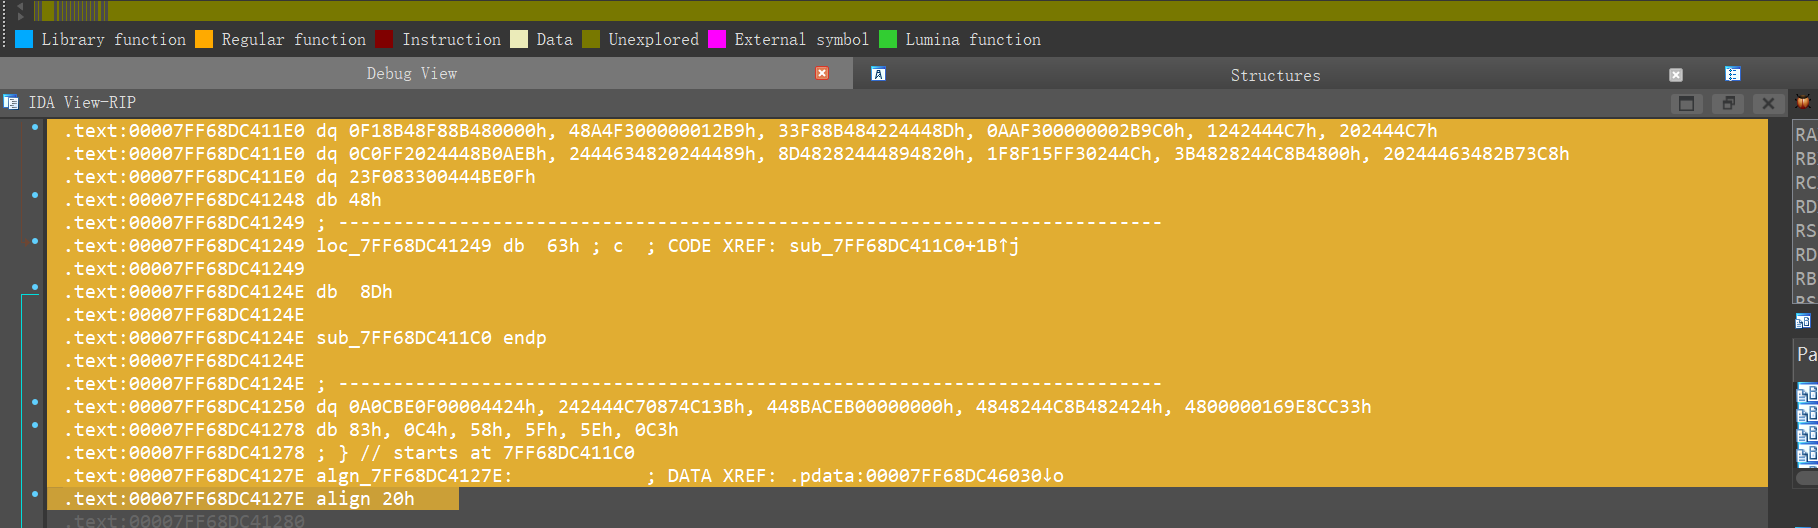 Library function Regular function Instruction Data Unexplored External symbol Lumina function
Debug View Structures
IDA View-RIP
.text:00007FF68DC411E0 dq 0F18B48F88B480000h, 48A4F300000012B9h, 33F88B484224448Dh, 0AAF300000002B9C0h, 1242444C7h, 202444C7h
.text:00007FF68DC411E0 dq 0C0FF2024448B0AEBh, 2444634820244489h, 8D48282444894820h, 1F8F15FF30244Ch, 3B4828244C8B4800h, 20244463482B73C8h
.text:00007FF68DC411E0 dq 23F083300444BE0Fh
.text:00007FF68DC41248 db 48h
.text:00007FF68DC41249 ; ---------------------------------------------------------------------------
.text:00007FF68DC41249 loc_7FF68DC41249 db  63h ; c  ; CODE XREF: sub_7FF68DC411C0+1B↑j
.text:00007FF68DC41249
.text:00007FF68DC4124E db  8Dh
.text:00007FF68DC4124E
.text:00007FF68DC4124E sub_7FF68DC411C0 endp
.text:00007FF68DC4124E
.text:00007FF68DC4124E ; ---------------------------------------------------------------------------
.text:00007FF68DC41250 dq 0A0CBE0F00004424h, 242444C70874C13Bh, 448BACEB00000000h, 4848244C8B482424h, 4800000169E8CC33h
.text:00007FF68DC41278 db 83h, 0C4h, 58h, 5Fh, 5Eh, 0C3h
.text:00007FF68DC41278 ; } // starts at 7FF68DC411C0
.text:00007FF68DC4127E algn_7FF68DC4127E:            ; DATA XREF: .pdata:00007FF68DC46030↓o
.text:00007FF68DC4127E align 20h
.text:00007FF68DC41280
RA
RB
RC
RD
RS
RD
RB
RS
Pa